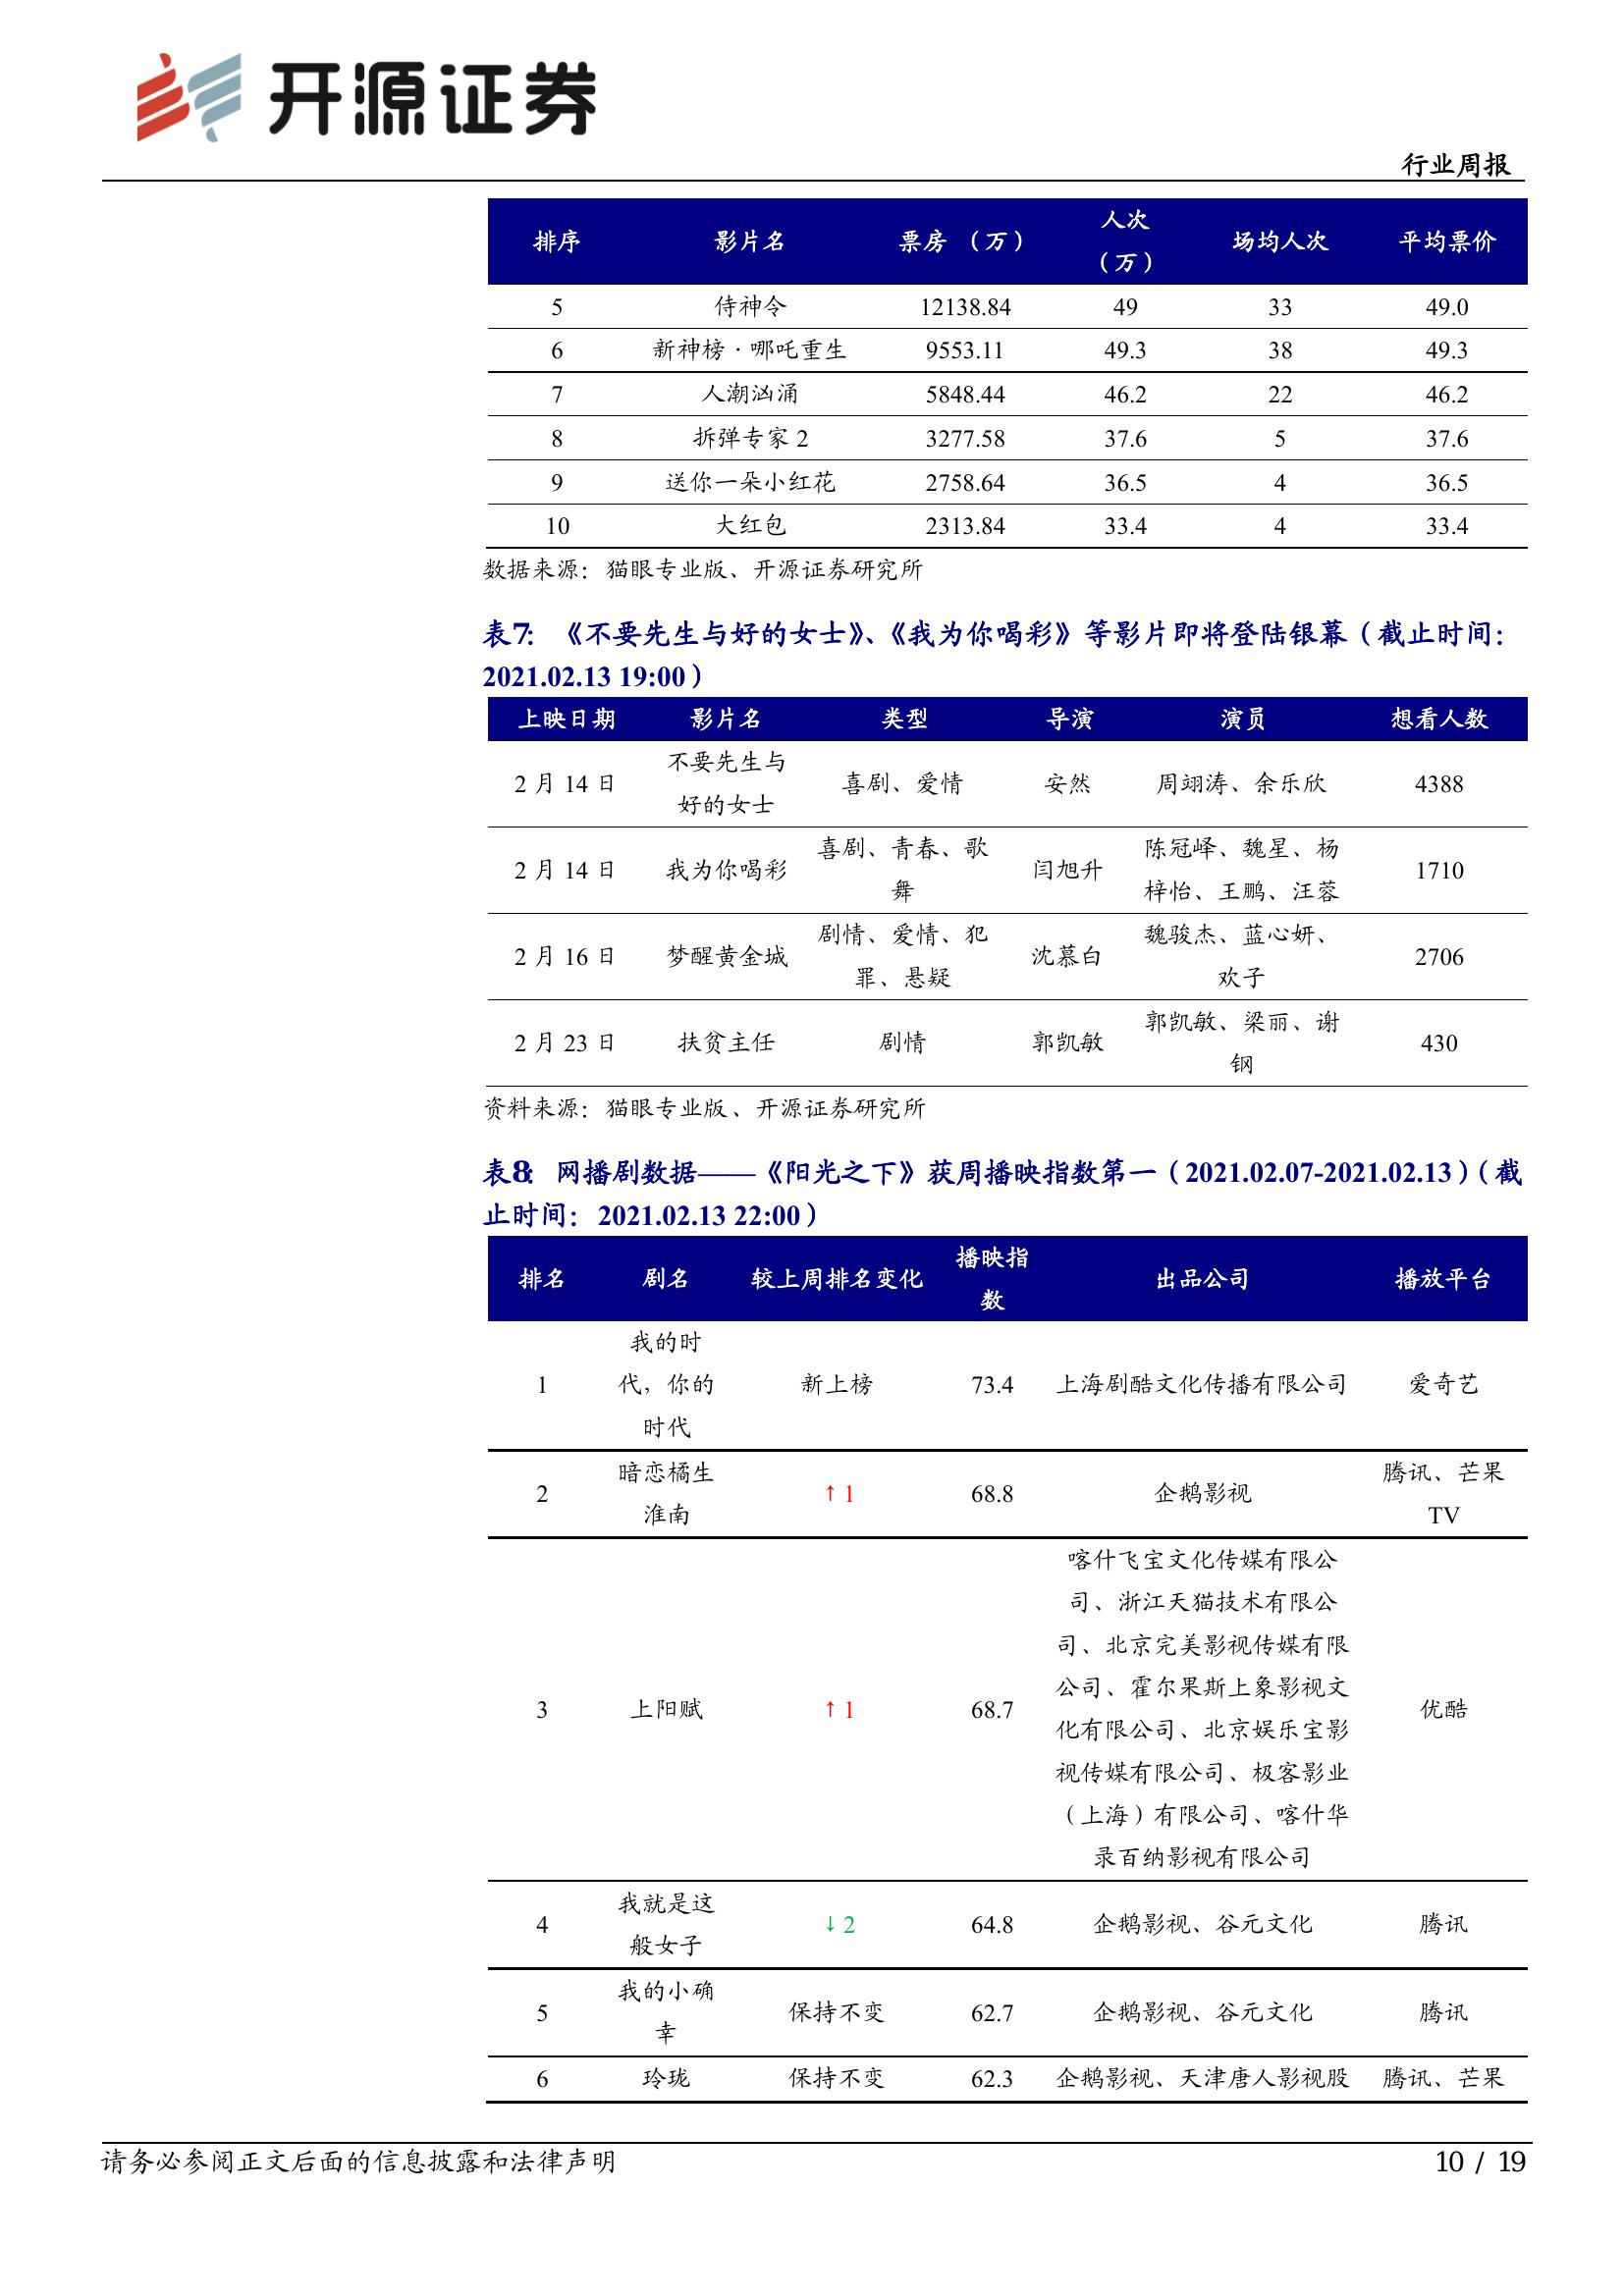 开源证券
行业周报
排序 影片名 票房 （万） 人次（万） 场均人次 平均票价
5 侍神令 12138.84 49 33 49.0
6 新神榜·哪吒重生 9553.11 49.3 38 49.3
7 人潮汹涌 5848.44 46.2 22 46.2
8 拆弹专家 2 3277.58 37.6 5 37.6
9 送你一朵小红花 2758.64 36.5 4 36.5
10 大红包 2313.84 33.4 4 33.4
数据来源：猫眼专业版、开源证券研究所
表7：《不要先生与好的女士》、《我为你喝彩》等影片即将登陆银幕（截止时间：
2021.02.13 19:00）
上映日期 影片名 类型 导演 演员 想看人数
2 月 14 日 不要先生与好的女士 喜剧、爱情 安然 周翊涛、余乐欣 4388
2 月 14 日 我为你喝彩 喜剧、青春、歌舞 闫旭升 陈冠峄、魏星、杨梓怡、王鹏、汪蓉 1710
2 月 16 日 梦醒黄金城 剧情、爱情、犯罪、悬疑 沈慕白 魏骏杰、蓝心妍、欢子 2706
2 月 23 日 扶贫主任 剧情 郭凯敏 郭凯敏、梁丽、谢钢 430
资料来源：猫眼专业版、开源证券研究所
表8：网播剧数据——《阳光之下》获周播映指数第一（2021.02.07-2021.02.13）（截
止时间：2021.02.13 22:00）
排名 剧名 较上周排名变化 播映指数 出品公司 播放平台
1 我的时代，你的时代 新上榜 73.4 上海剧酷文化传播有限公司 爱奇艺
2 暗恋橘生淮南 ↑1 68.8 企鹅影视 腾讯、芒果TV
3 上阳赋 ↑1 68.7 喀什飞宝文化传媒有限公司、浙江天猫技术有限公司、北京完美影视传媒有限公司、霍尔果斯上象影视文化有限公司、北京娱乐宝影视传媒有限公司、极客影业（上海）有限公司、喀什华录百纳影视有限公司 优酷
4 我就是这般女子 ↓2 64.8 企鹅影视、谷元文化 腾讯
5 我的小确幸 保持不变 62.7 企鹅影视、谷元文化 腾讯
6 玲珑 保持不变 62.3 企鹅影视、天津唐人影视股 腾讯、芒果
请务必参阅正文后面的信息披露和法律声明
10 / 19